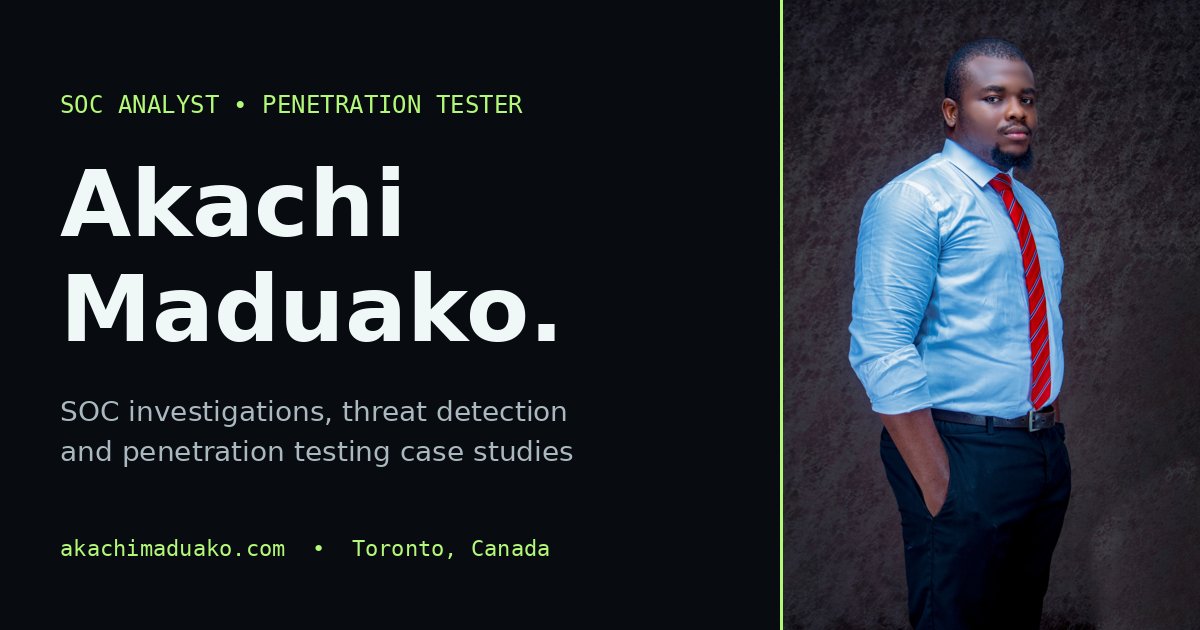 SOC ANALYST • PENETRATION TESTER
Akachi
Maduako.
SOC investigations, threat detection
and penetration testing case studies
akachimaduako.com • Toronto, Canada